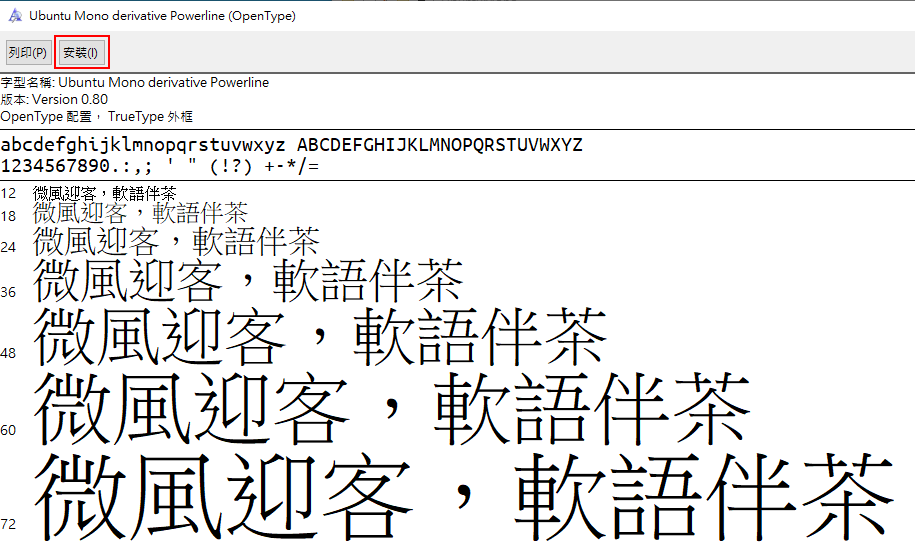 Ubuntu Mono derivative Powerline (OpenType)
列印(P) 安裝(I)
字型名稱: Ubuntu Mono derivative Powerline
版本: Version 0.80
OpenType 配置， TrueType 外框
abcdefghijklmnopqrstuvwxyz ABCDEFGHIJKLMNOPQRSTUVWXYZ
1234567890.:,; ' " (!?) +-*/=
12 微風迎客，軟語伴茶
18 微風迎客，軟語伴茶
24 微風迎客，軟語伴茶
36 微風迎客，軟語伴茶
48 微風迎客，軟語伴茶
60 微風迎客，軟語伴茶
72 微風迎客，軟語伴茶